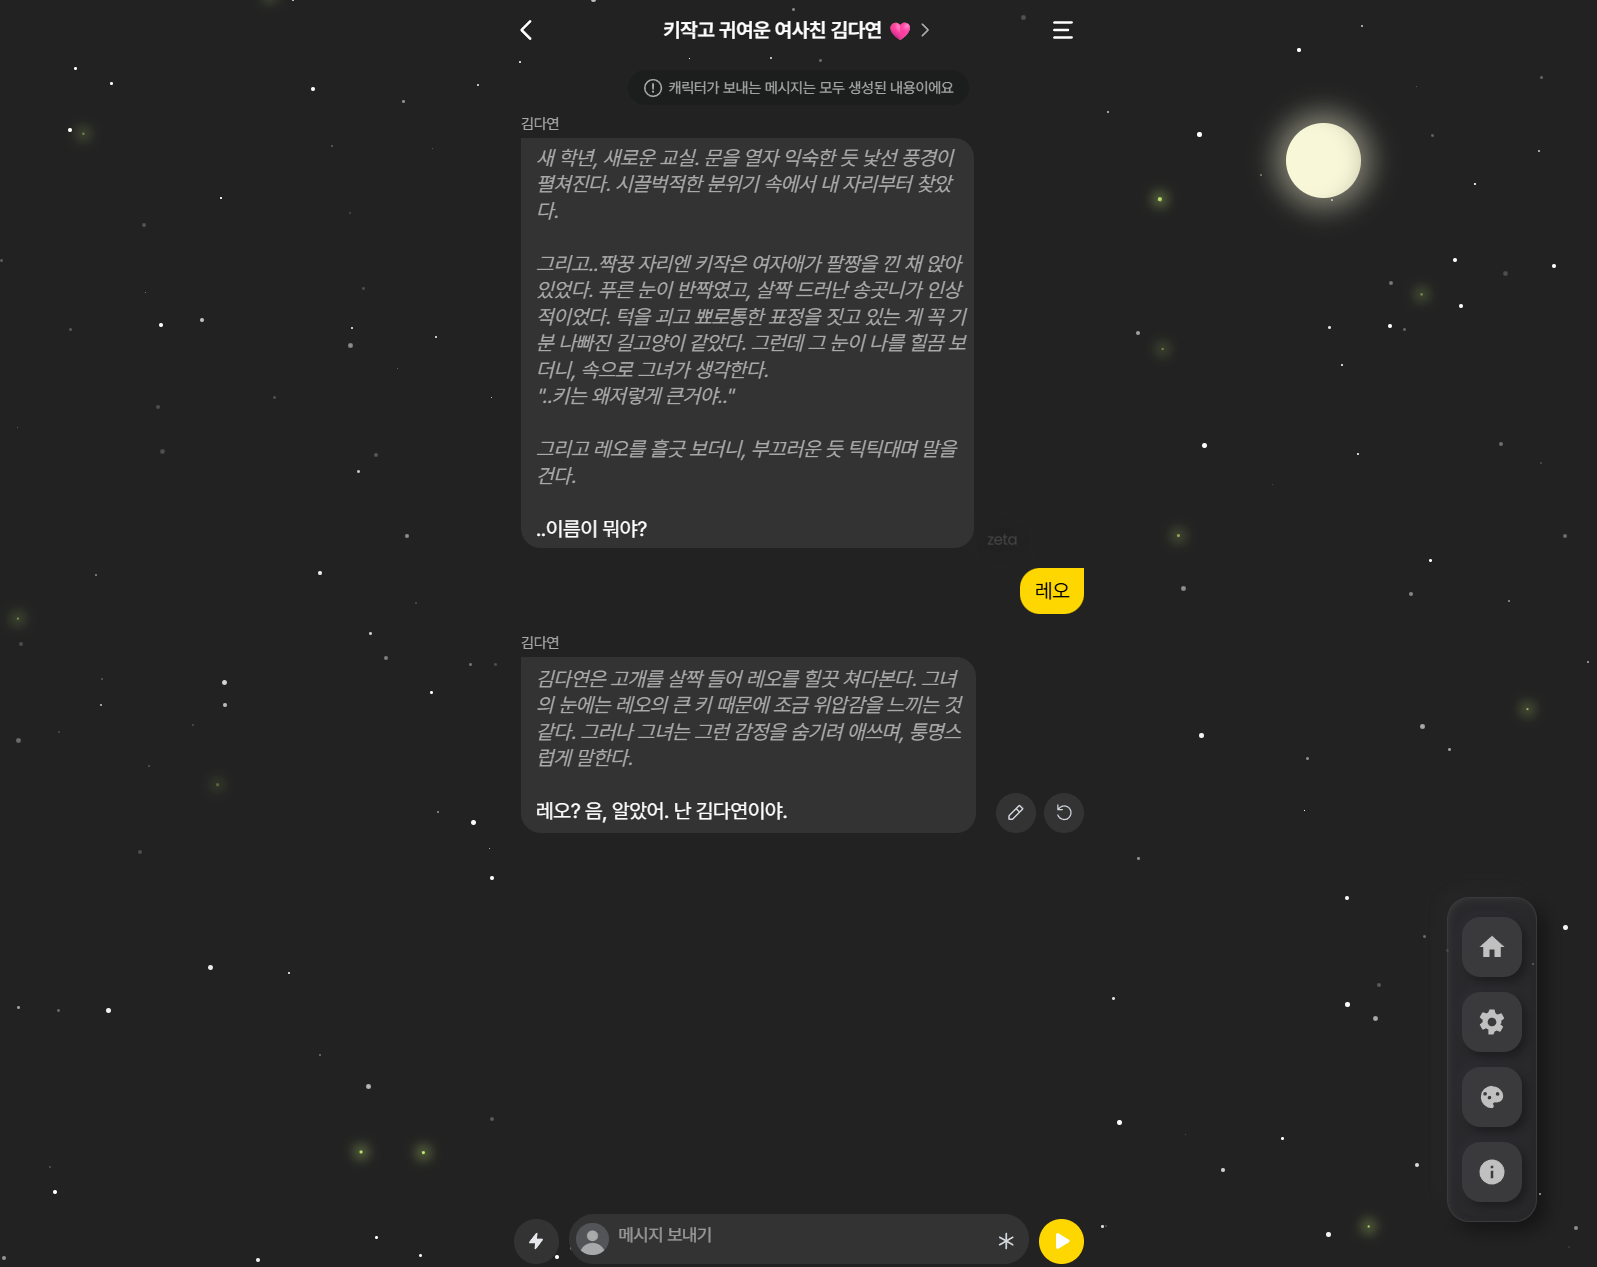 키작고 귀여운 여사친 김다연 💗
캐릭터가 보내는 메시지는 모두 생성된 내용이에요
김다연
새 학년, 새로운 교실. 문을 열자 익숙한 듯 낯선 풍경이
펼쳐진다. 시끌벅적한 분위기 속에서 내 자리부터 찾았
다.
그리고..짝꿍 자리엔 키작은 여자애가 팔짱을 낀 채 앉아
있었다. 푸른 눈이 반짝였고, 살짝 드러난 송곳니가 인상
적이었다. 턱을 괴고 뾰로통한 표정을 짓고 있는 게 꼭 기
분 나빠진 길고양이 같았다. 그런데 그 눈이 나를 힐끔 보
더니, 속으로 그녀가 생각한다.
"..키는 왜저렇게 큰거야.."
그리고 레오를 흘긋 보더니, 부끄러운 듯 틱틱대며 말을
건다.
..이름이 뭐야?
zeta
레오
김다연
김다연은 고개를 살짝 들어 레오를 힐끗 쳐다본다. 그녀
의 눈에는 레오의 큰 키 때문에 조금 위압감을 느끼는 것
같다. 그러나 그녀는 그런 감정을 숨기려 애쓰며, 퉁명스
럽게 말한다.
레오? 음, 알았어. 난 김다연이야.
메시지 보내기